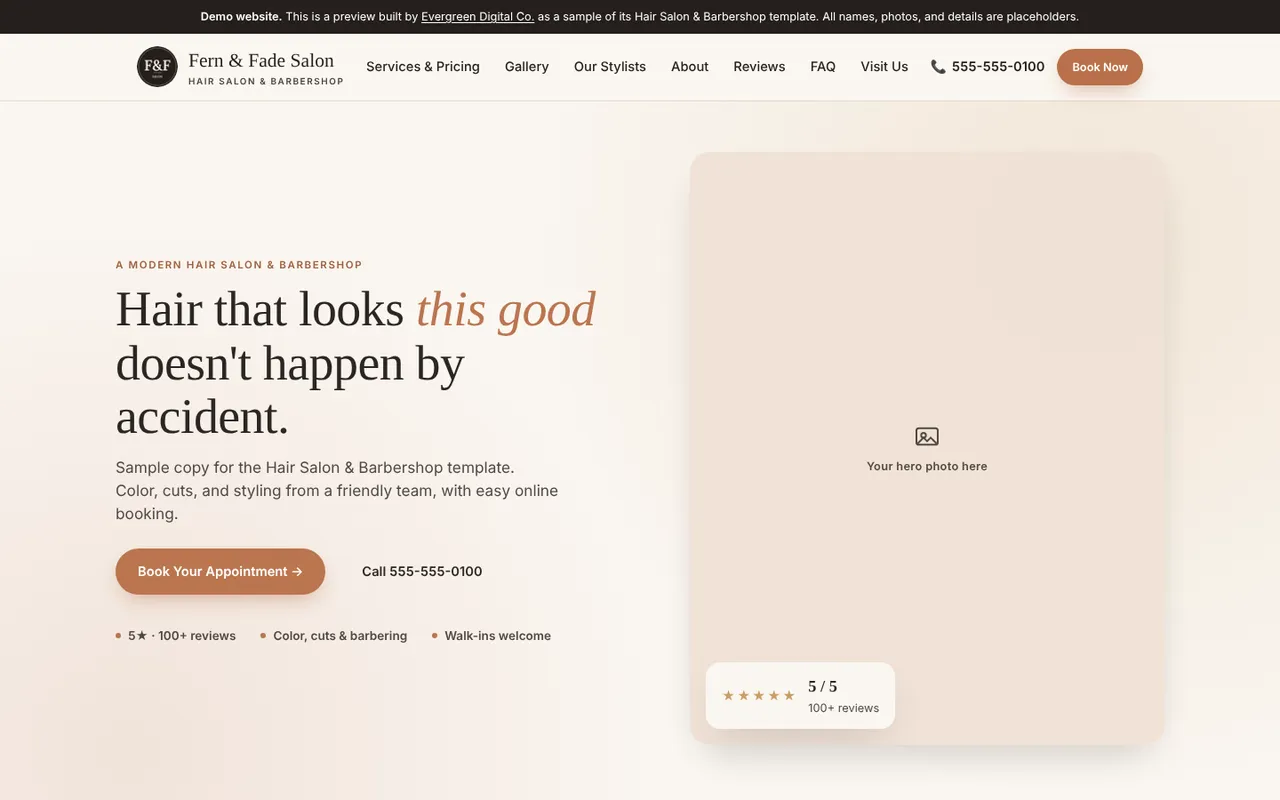 Demo website. This is a preview built by Evergreen Digital Co. as a sample of its Hair Salon & Barbershop template. All names, photos, and details are placeholders.
F&F
Fern & Fade Salon
HAIR SALON & BARBERSHOP
Services & Pricing
Gallery
Our Stylists
About
Reviews
FAQ
Visit Us
📞 555-555-0100
Book Now
A MODERN HAIR SALON & BARBERSHOP
Hair that looks this good
doesn't happen by
accident.
Sample copy for the Hair Salon & Barbershop template.
Color, cuts, and styling from a friendly team, with easy online
booking.
Book Your Appointment →
Call 555-555-0100
5★ · 100+ reviews
Color, cuts & barbering
Walk-ins welcome
Your hero photo here
★★★★★
5 / 5
100+ reviews